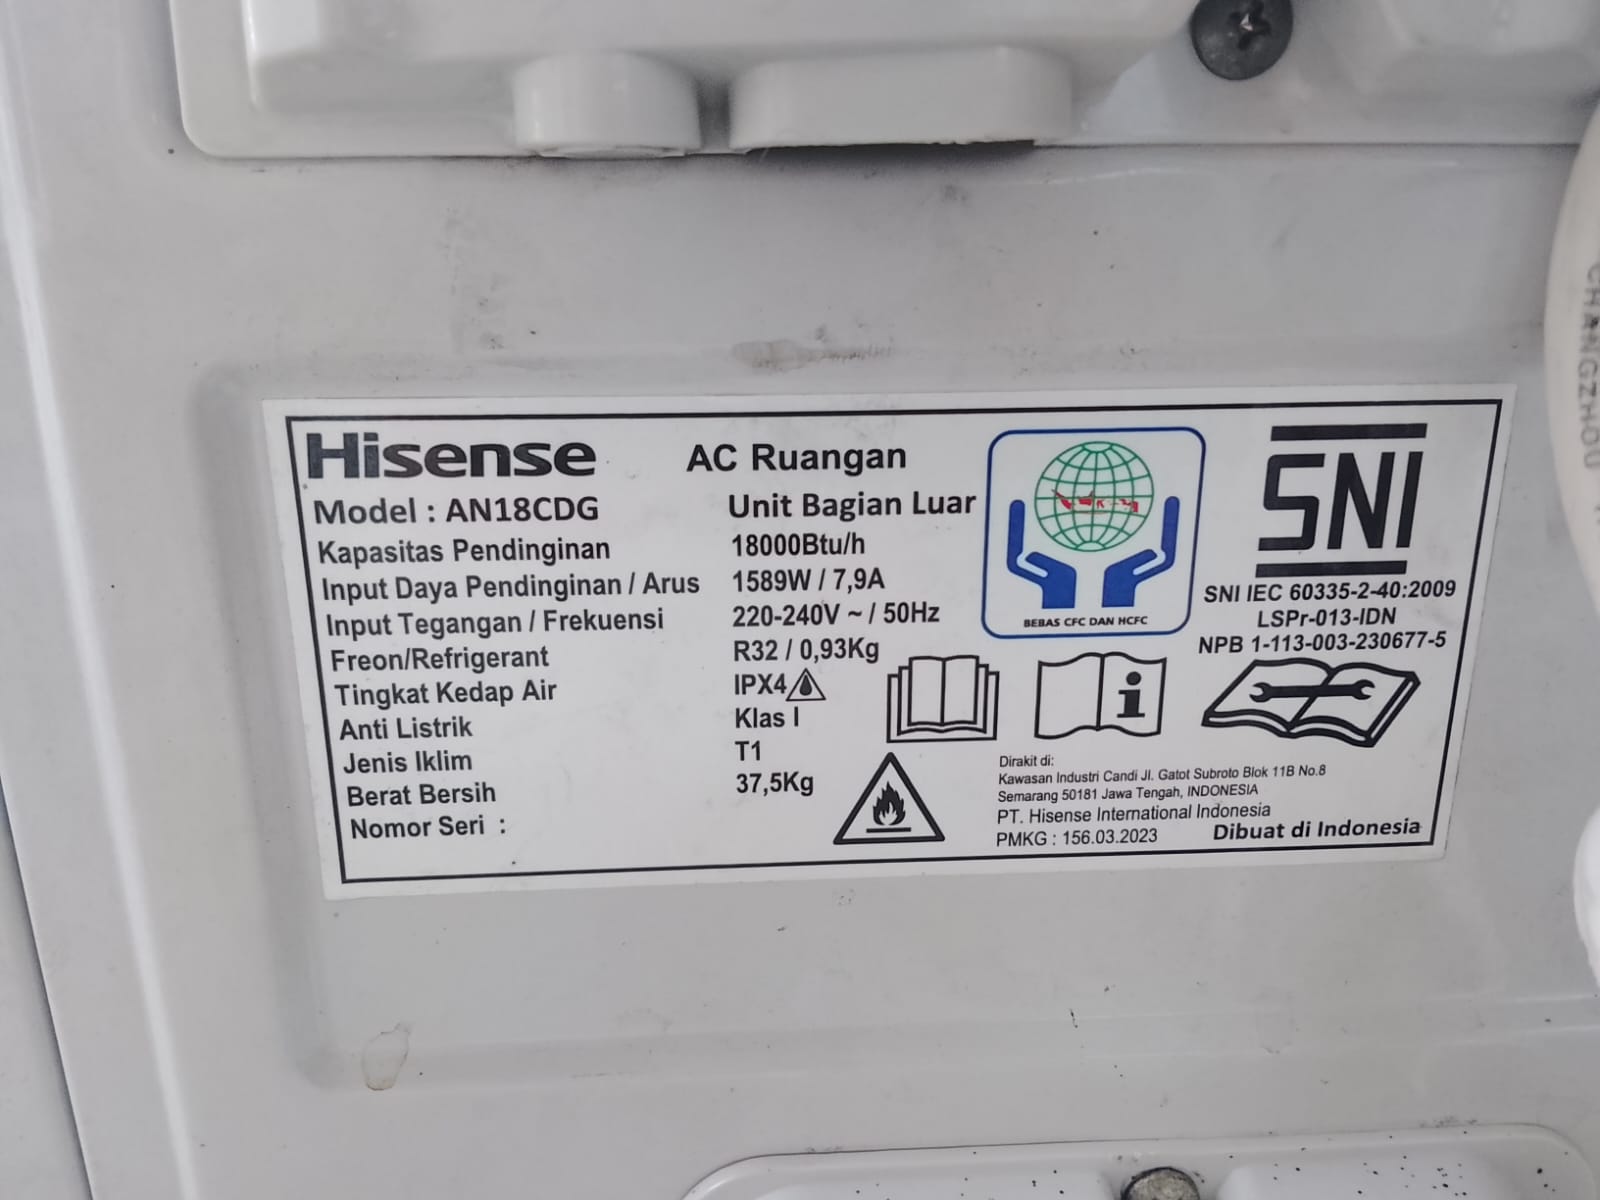 Hisense
AC Ruangan
Model : AN18CDG
Unit Bagian Luar
Kapasitas Pendinginan 18000Btu/h
Input Daya Pendinginan / Arus 1589W / 7,9A
Input Tegangan / Frekuensi 220-240V ~ / 50Hz
Freon/Refrigerant R32 / 0,93Kg
Tingkat Kedap Air IPX4
Anti Listrik Klas I
Jenis Iklim T1
Berat Bersih 37,5Kg
Nomor Seri :
BEBAS CFC DAN HCFC
SNI
SNI IEC 60335-2-40:2009
LSPr-013-IDN
NPB 1-113-003-230677-5
Dirakit di:
Kawasan Industri Candi Jl. Gatot Subroto Blok 11B No.8
Semarang 50181 Jawa Tengah, INDONESIA
PT. Hisense International Indonesia
PMKG : 156.03.2023
Dibuat di Indonesia
CHANGZHOU